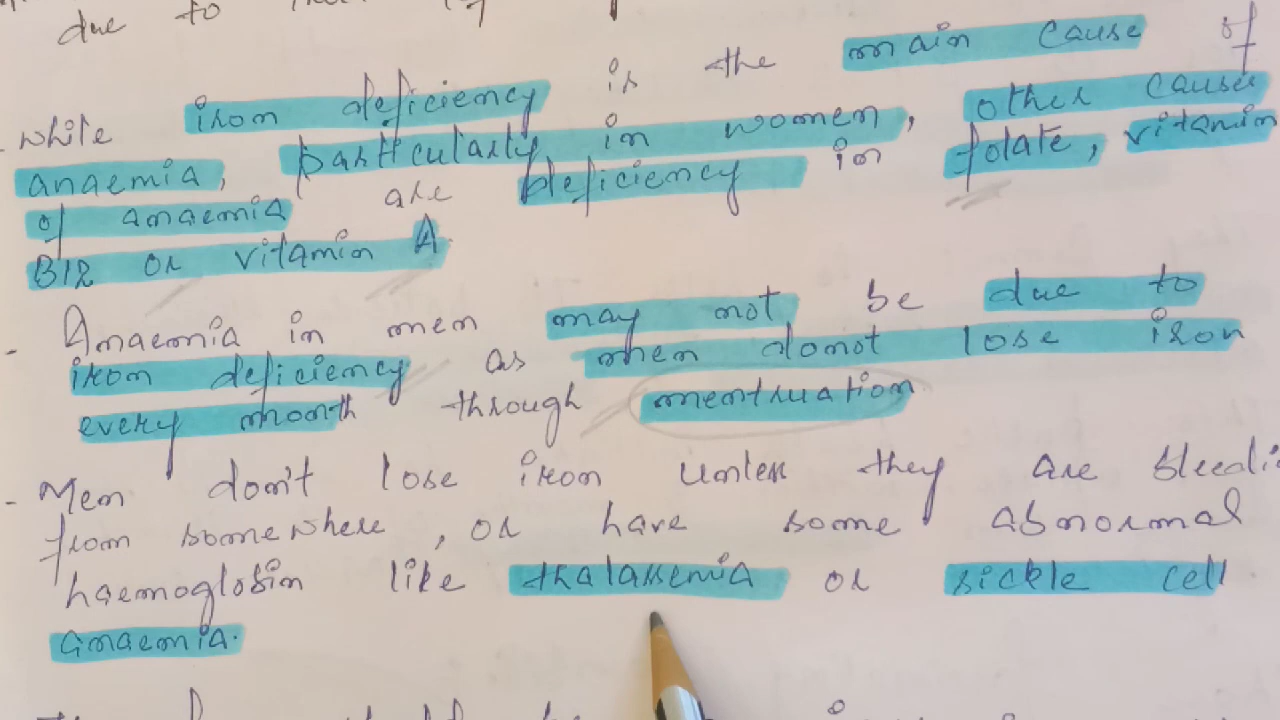 due to
- While iron deficiency is the main cause of
anaemia, particularly in women, other causes
of anaemia are deficiency in folate, vitamin
B12 or vitamin A.
- Anaemia in men may not be due to
iron deficiency as men donot lose iron
every month through mentruation.
- Men don't lose iron unless they are bleedi
from somewhere, or have some abnormal
haemoglobin like thalassemia or sickle cell
anaemia.